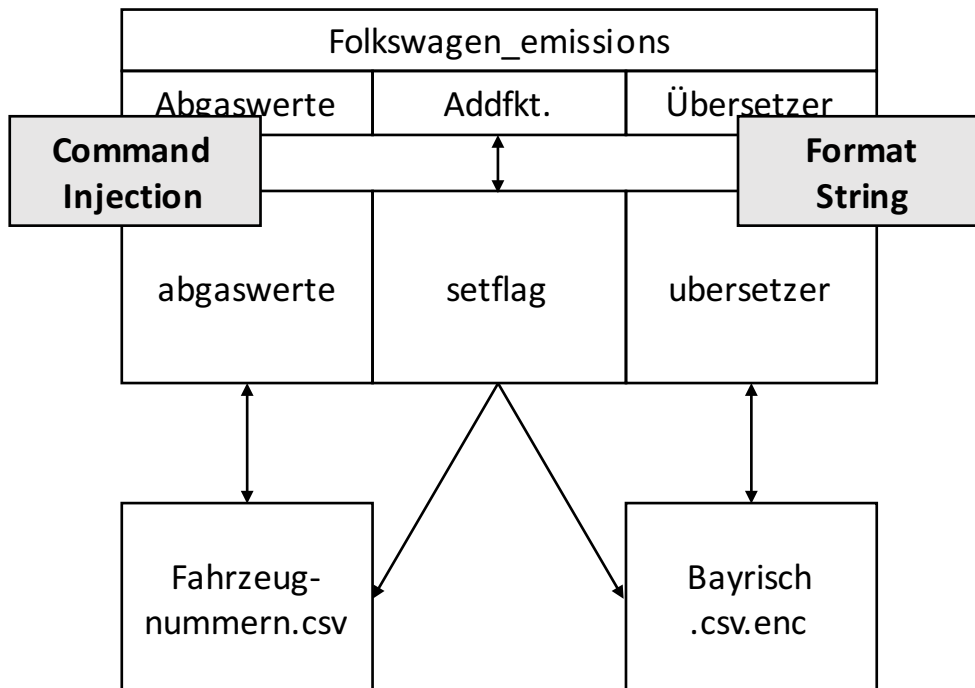 Folkswagen_emissions
Abgaswerte
Addfkt.
Übersetzer
Command
Injection
Format
String
abgaswerte
setflag
ubersetzer
Fahrzeug-
nummern.csv
Bayrisch
.csv.enc